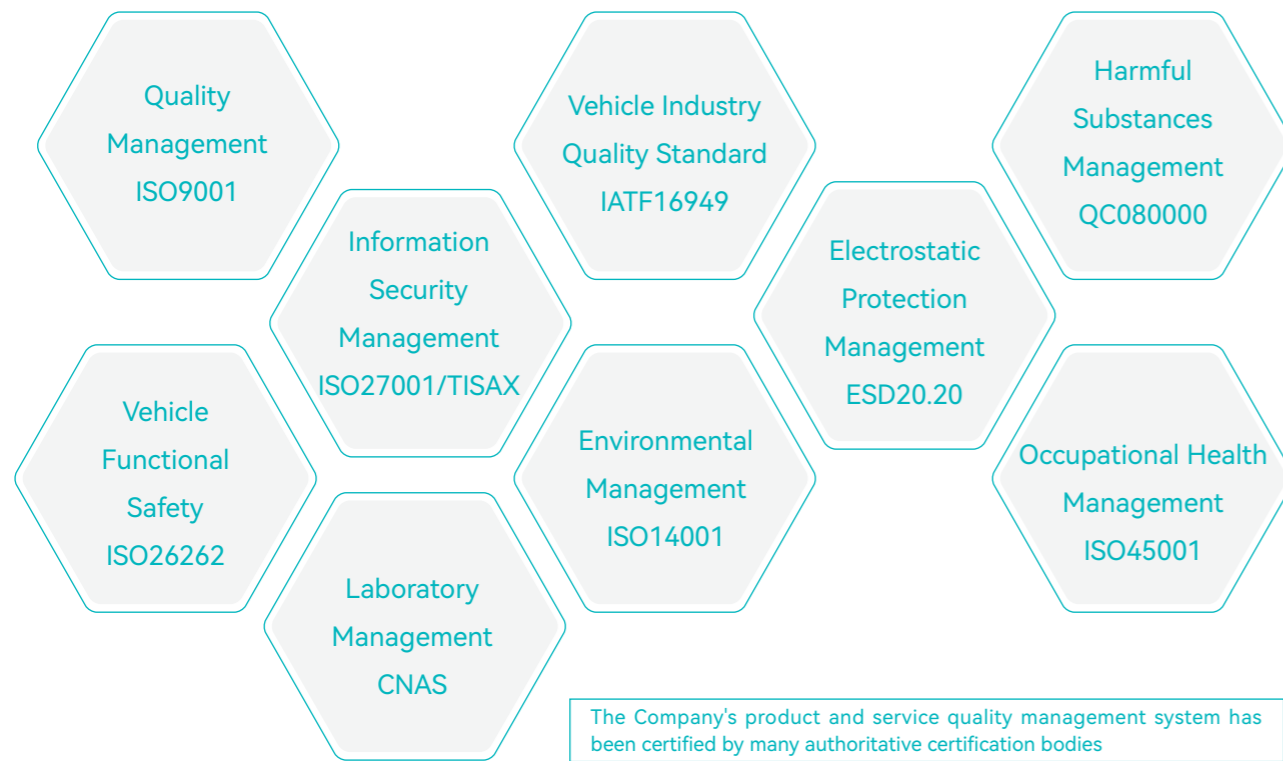 Quality
Management
ISO9001
Vehicle Industry
Quality Standard
IATF16949
Harmful
Substances
Management
QC080000
Information
Security
Management
ISO27001/TISAX
Electrostatic
Protection
Management
ESD20.20
Vehicle
Functional
Safety
ISO26262
Environmental
Management
ISO14001
Occupational Health
Management
ISO45001
Laboratory
Management
CNAS
The Company's product and service quality management system has
been certified by many authoritative certification bodies